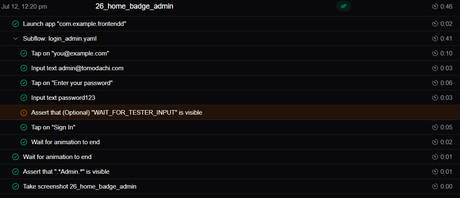 Jul 12, 12:20 pm 26_home_badge_admin 0:46
Launch app "com.example.frontendd" 0:02
Subflow: login_admin.yaml 0:41
Tap on "you@example.com" 0:10
Input text admin@tomodachi.com 0:03
Tap on "Enter your password" 0:06
Input text password123 0:03
Assert that (Optional) "WAIT_FOR_TESTER_INPUT" is visible
Tap on "Sign In" 0:05
Wait for animation to end 0:02
Wait for animation to end 0:01
Assert that ".*Admin.*" is visible 0:01
Take screenshot 26_home_badge_admin 0:00